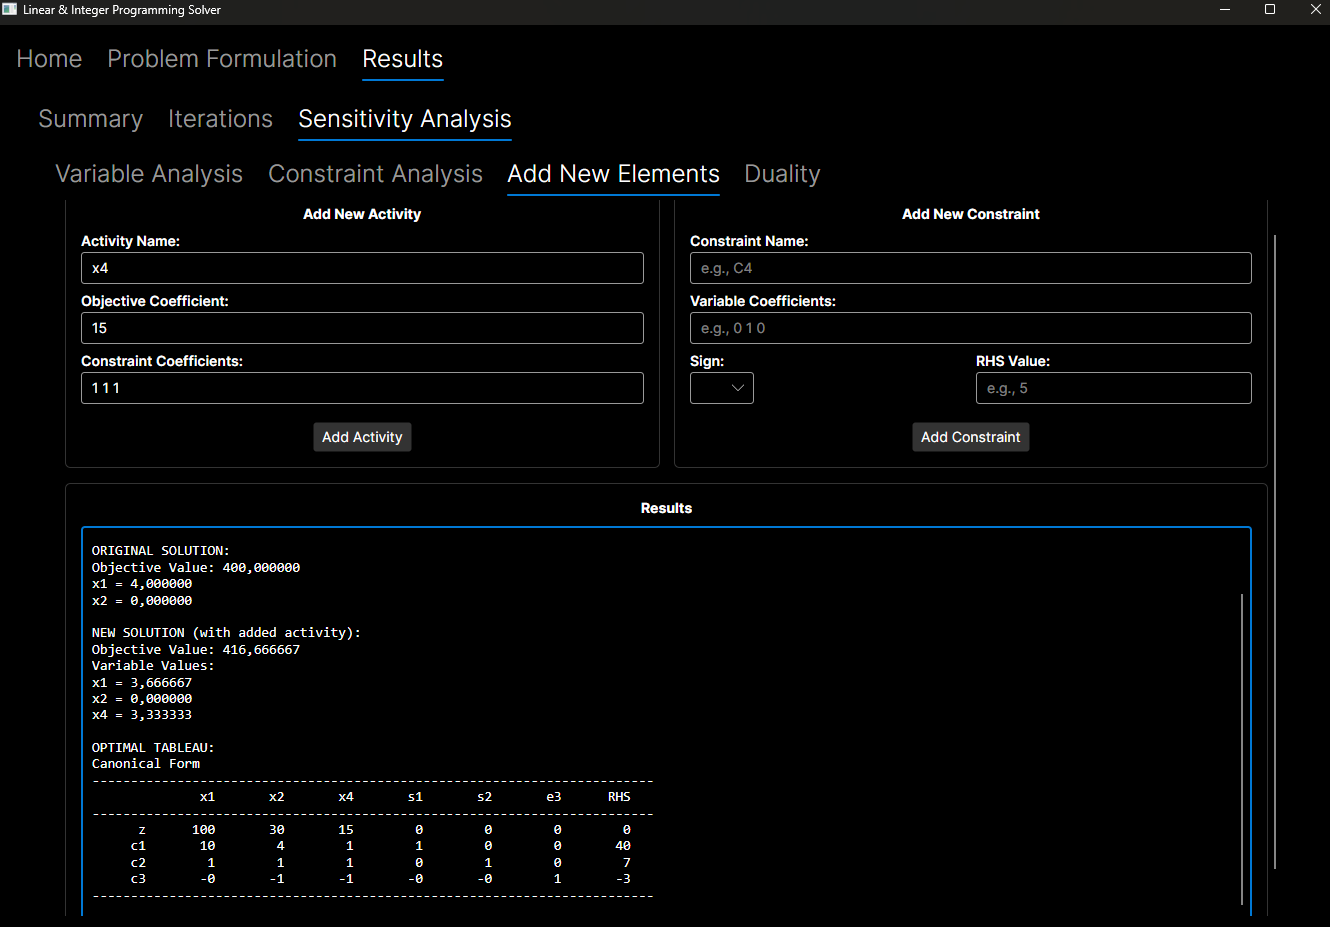 Linear & Integer Programming Solver
Home Problem Formulation Results
Summary Iterations Sensitivity Analysis
Variable Analysis Constraint Analysis Add New Elements Duality
Add New Activity
Activity Name:
x4
Objective Coefficient:
15
Constraint Coefficients:
1 1 1
Add Activity
Add New Constraint
Constraint Name:
e.g., C4
Variable Coefficients:
e.g., 0 1 0
Sign: RHS Value:
e.g., 5
Add Constraint
Results
ORIGINAL SOLUTION:
Objective Value: 400,000000
x1 = 4,000000
x2 = 0,000000
NEW SOLUTION (with added activity):
Objective Value: 416,666667
Variable Values:
x1 = 3,666667
x2 = 0,000000
x4 = 3,333333
OPTIMAL TABLEAU:
Canonical Form
------------------------------------------------------------------------
x1 x2 x4 s1 s2 e3 RHS
------------------------------------------------------------------------
z 100 30 15 0 0 0 0
c1 10 4 1 1 0 0 40
c2 1 1 1 0 1 0 7
c3 -0 -1 -1 -0 -0 1 -3
------------------------------------------------------------------------